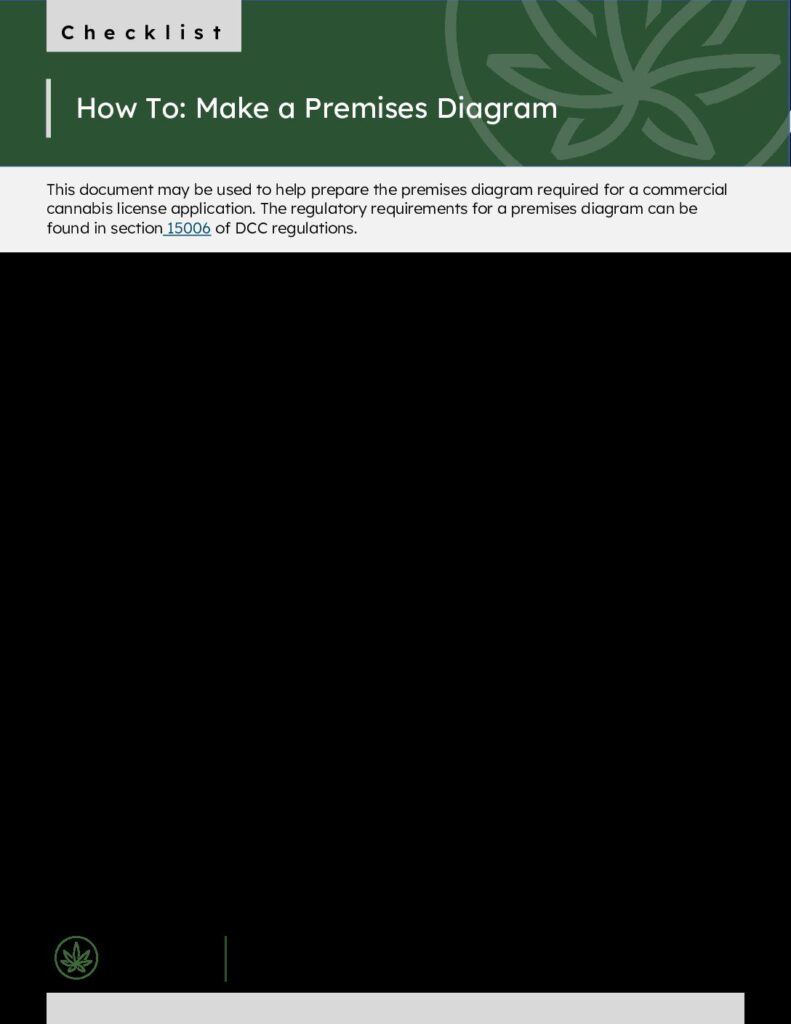 Checklist
How To: Make a Premises Diagram
This document may be used to help prepare the premises diagram required for a commercial
cannabis license application. The regulatory requirements for a premises diagram can be
found in section 15006 of DCC regulations.